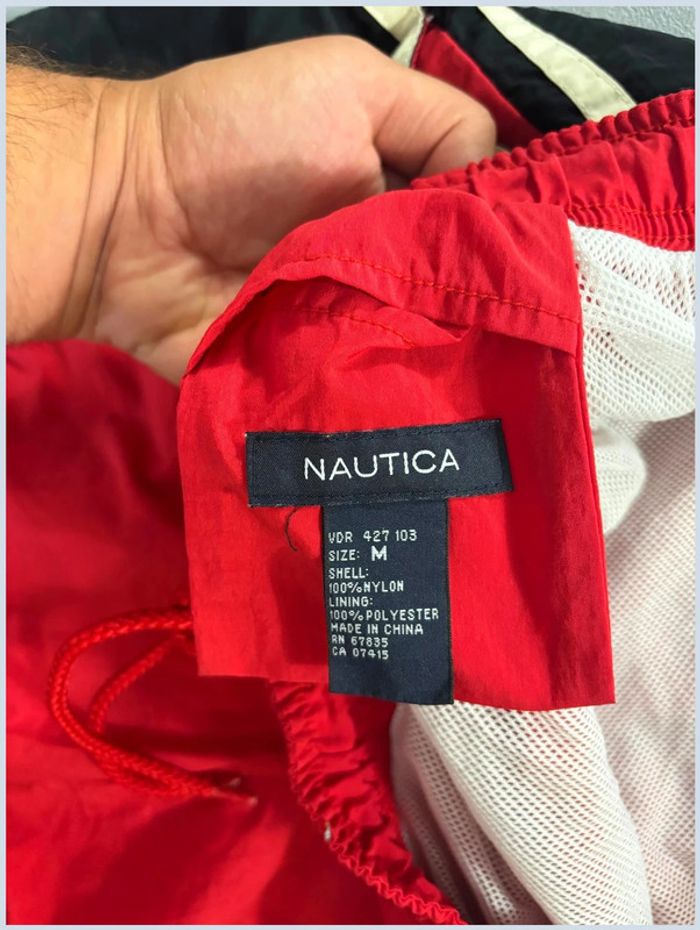 NAUTICA
VDR 427 103
SIZE: M
SHELL:
100%NYLON
LINING:
100%POLYESTER
MADE IN CHINA
RN 67835
CA 07415